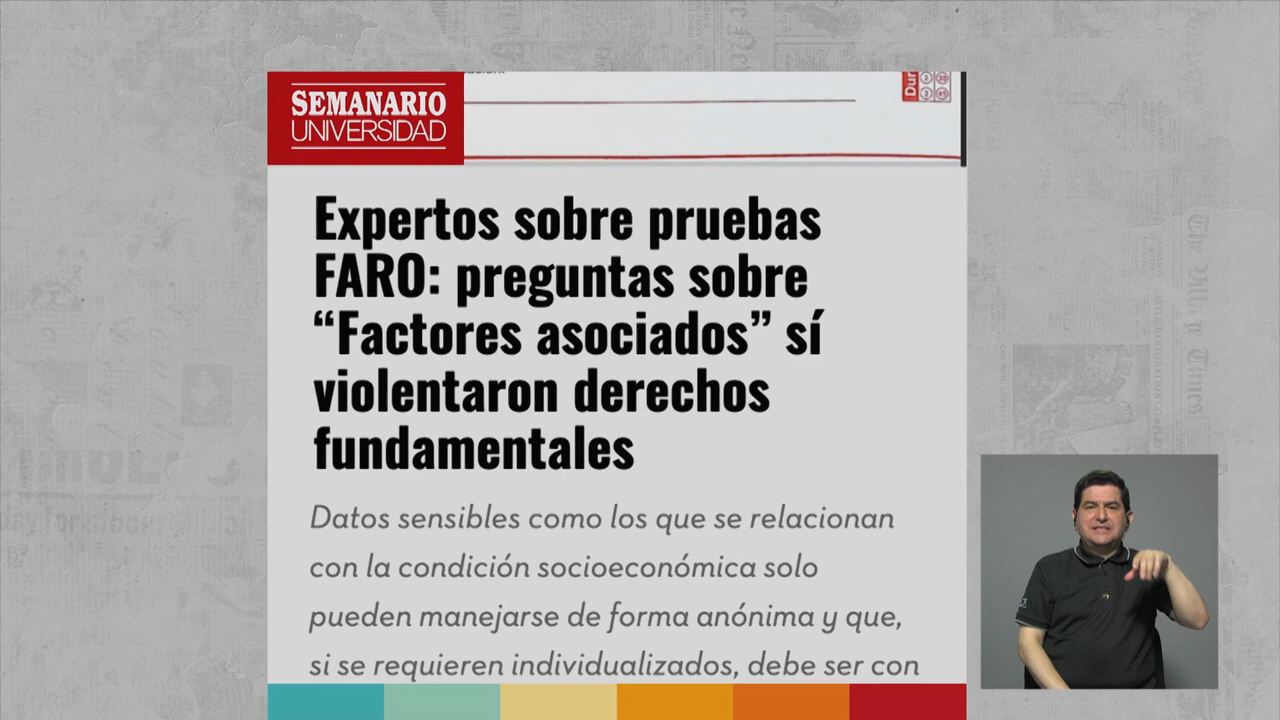 SEMANARIO
UNIVERSIDAD
Dur
Expertos sobre pruebas
FARO: preguntas sobre
“Factores asociados” sí
violentaron derechos
fundamentales
Datos sensibles como los que se relacionan
con la condición socioeconómica solo
pueden manejarse de forma anónima y que,
si se requieren individualizados, debe ser con